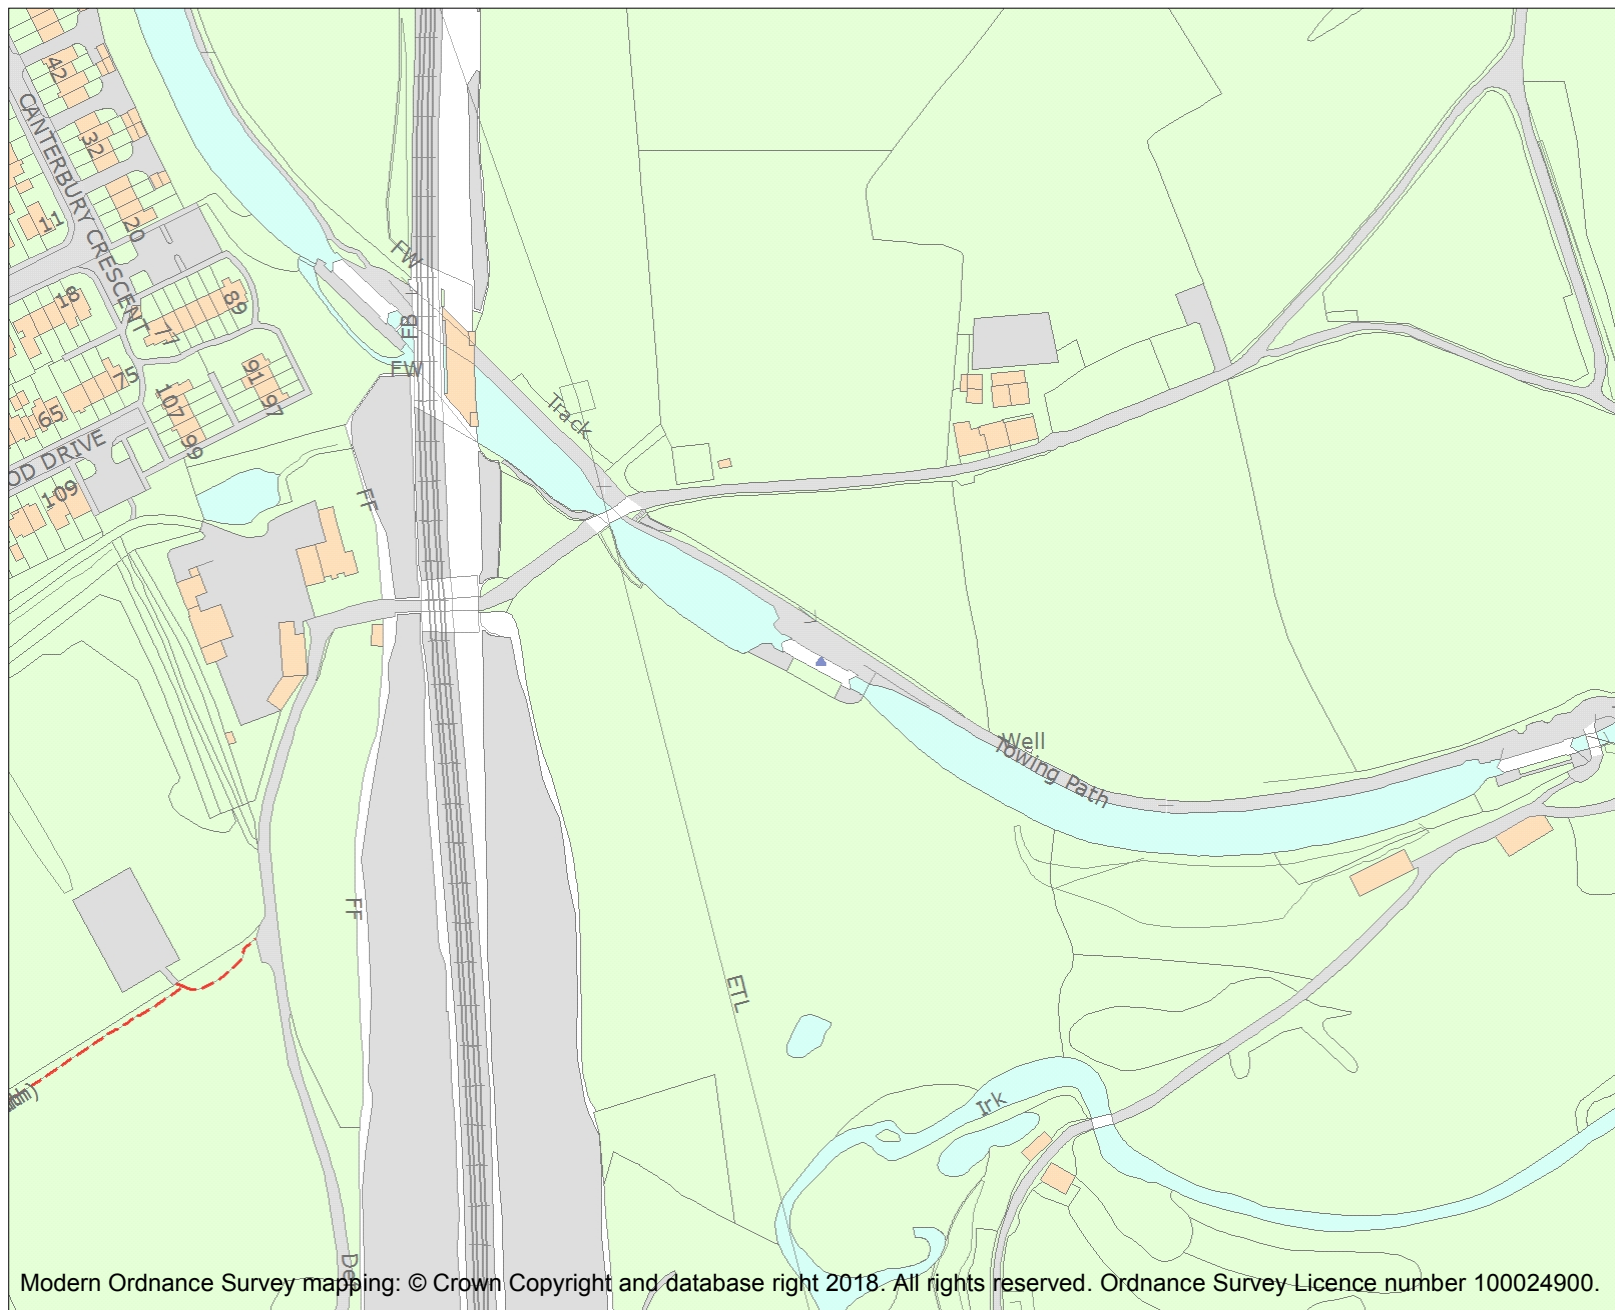 42
CANTERBURY CRESCENT
32
11
20
FW
18
89
FB
77
FW
91
75
107
97
Track
65
99
OD DRIVE
109
FF
Well
Towing Path
FF
ETL
Irk
De
Modern Ordnance Survey mapping: © Crown Copyright and database right 2018. All rights reserved. Ordnance Survey Licence number 100024900.